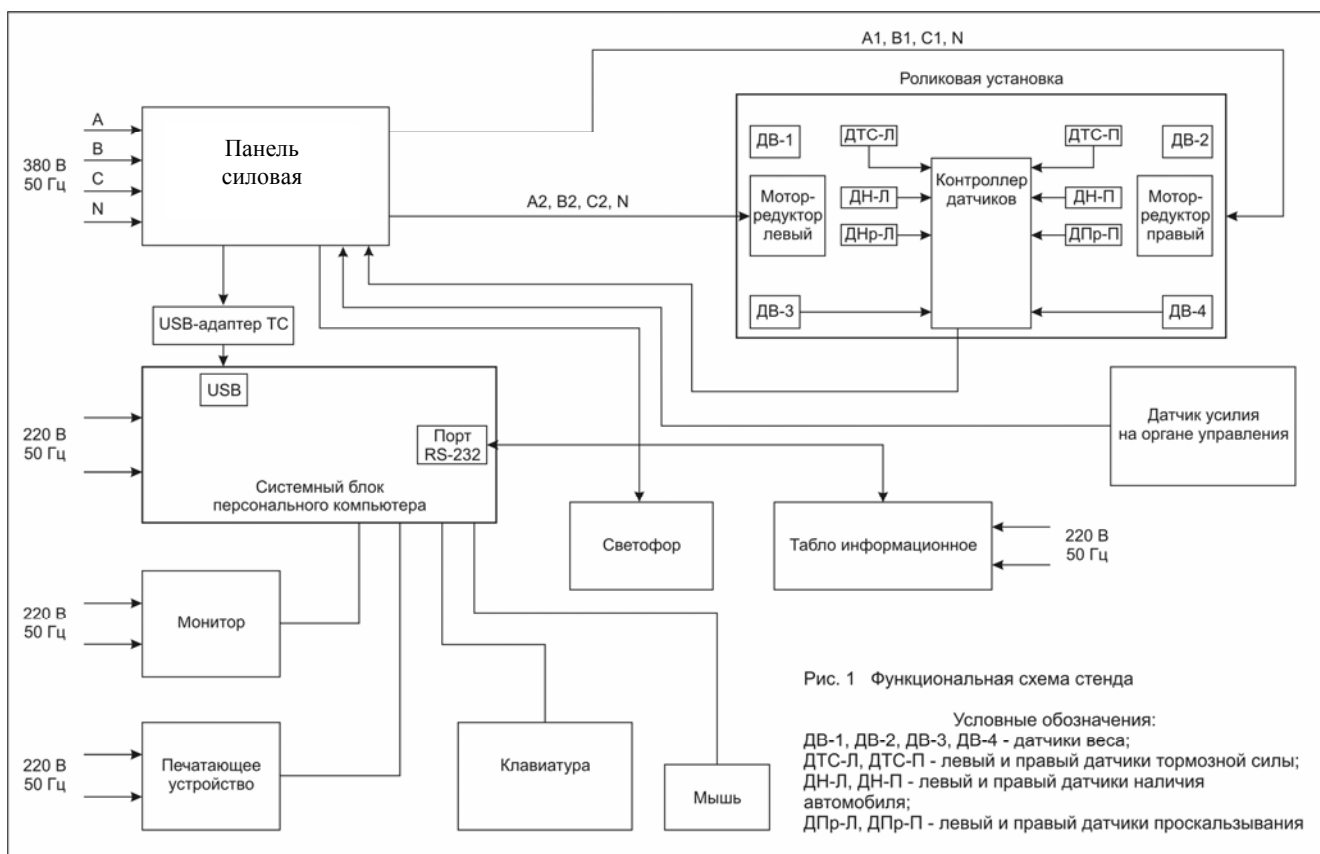 A1, B1, C1, N
Роликовая установка
A
B
C
N
380 В
50 Гц
Панель
силовая
A2, B2, C2, N
ДВ-1
ДТС-Л
ДТС-П
ДВ-2
Контроллер
датчиков
Мотор-
редуктор
левый
ДН-Л
ДН-П
Мотор-
редуктор
правый
ДНр-Л
ДПр-П
ДВ-3
ДВ-4
USB-адаптер ТС
USB
220 В
50 Гц
Порт
RS-232
Системный блок
персонального компьютера
Датчик усилия
на органе управления
Светофор
Табло информационное
220 В
50 Гц
220 В
50 Гц
Монитор
220 В
50 Гц
Печатающее
устройство
Клавиатура
Мышь
Рис. 1 Функциональная схема стенда
Условные обозначения:
ДВ-1, ДВ-2, ДВ-3, ДВ-4 - датчики веса;
ДТС-Л, ДТС-П - левый и правый датчики тормозной силы;
ДН-Л, ДН-П - левый и правый датчики наличия
автомобиля;
ДПр-Л, ДПр-П - левый и правый датчики проскальзывания